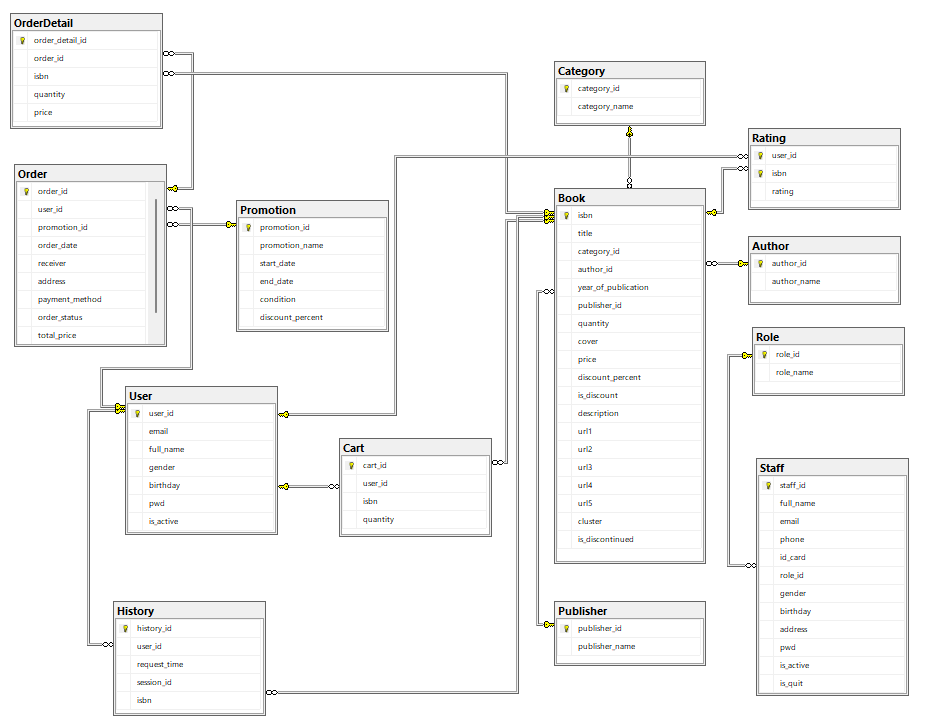 OrderDetail
order_detail_id
order_id
isbn
quantity
price
Order
order_id
user_id
promotion_id
order_date
receiver
address
payment_method
order_status
total_price
Promotion
promotion_id
promotion_name
start_date
end_date
condition
discount_percent
User
user_id
email
full_name
gender
birthday
pwd
is_active
Cart
cart_id
user_id
isbn
quantity
History
history_id
user_id
request_time
session_id
isbn
Category
category_id
category_name
Book
isbn
title
category_id
author_id
year_of_publication
publisher_id
quantity
cover
price
discount_percent
is_discount
description
url1
url2
url3
url4
url5
cluster
is_discontinued
Publisher
publisher_id
publisher_name
Rating
user_id
isbn
rating
Author
author_id
author_name
Role
role_id
role_name
Staff
staff_id
full_name
email
phone
id_card
role_id
gender
birthday
address
pwd
is_active
is_quit